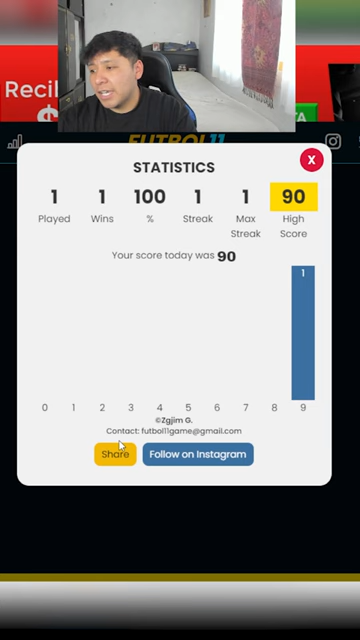 Recil
$
TA
FUTBOL11
X
STATISTICS
1 1 100 1 1 90
Played Wins % Streak Max Streak High Score
Your score today was 90
1
0 1 2 3 4 5 6 7 8 9
©Zgjim G.
Contact: futbol11game@gmail.com
Share Follow on Instagram